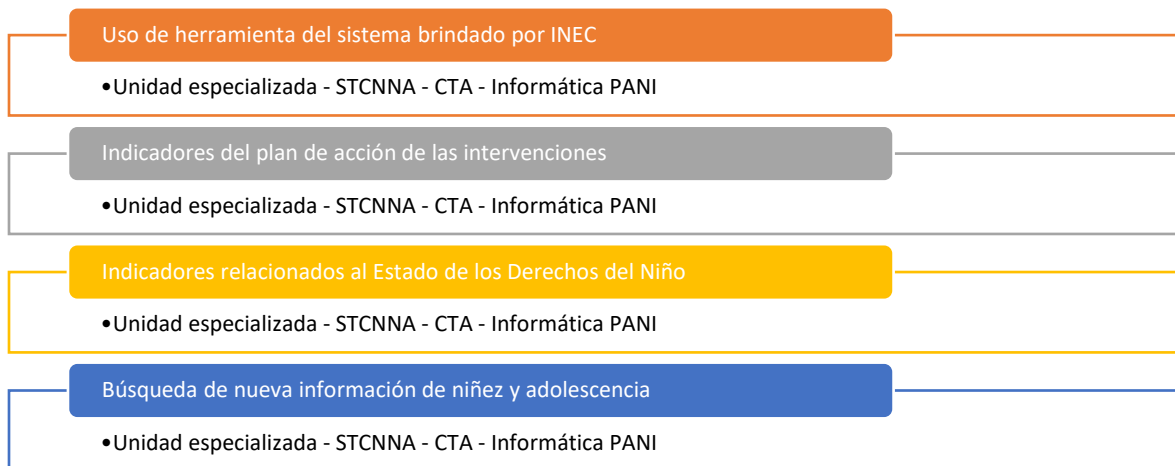 Uso de herramienta del sistema brindado por INEC
•Unidad especializada - STCNNA - CTA - Informática PANI
Indicadores del plan de acción de las intervenciones
•Unidad especializada - STCNNA - CTA - Informática PANI
Indicadores relacionados al Estado de los Derechos del Niño
•Unidad especializada - STCNNA - CTA - Informática PANI
Búsqueda de nueva información de niñez y adolescencia
•Unidad especializada - STCNNA - CTA - Informática PANI